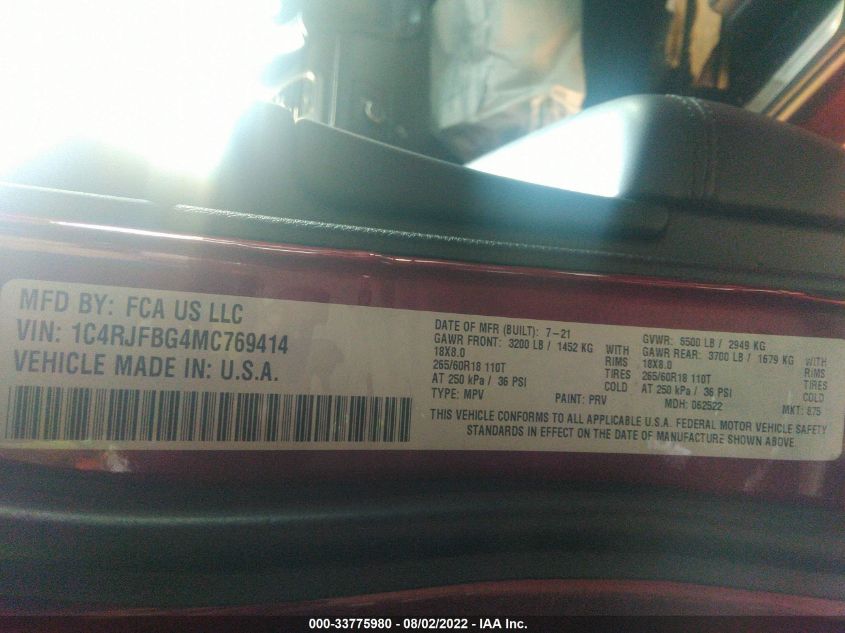 MFD BY: FCA US LLC
VIN: 1C4RJFBG4MC769414
VEHICLE MADE IN: U.S.A.
DATE OF MFR (BUILT): 7-21
GAWR FRONT: 3200 LB / 1452 KG WITH
18X8.0 RIMS
265/60R18 110T TIRES
AT 250 kPa / 36 PSI COLD
TYPE: MPV PAINT: PRV
GVWR: 6500 LB / 2949 KG
GAWR REAR: 3700 LB / 1679 KG WITH
18X8.0 RIMS
265/60R18 110T TIRES
AT 250 kPa / 36 PSI COLD
MDH: 062522 MKT: 875
THIS VEHICLE CONFORMS TO ALL APPLICABLE U.S.A. FEDERAL MOTOR VEHICLE SAFETY
STANDARDS IN EFFECT ON THE DATE OF MANUFACTURE SHOWN ABOVE
000-33775980 - 08/02/2022 - IAA Inc.